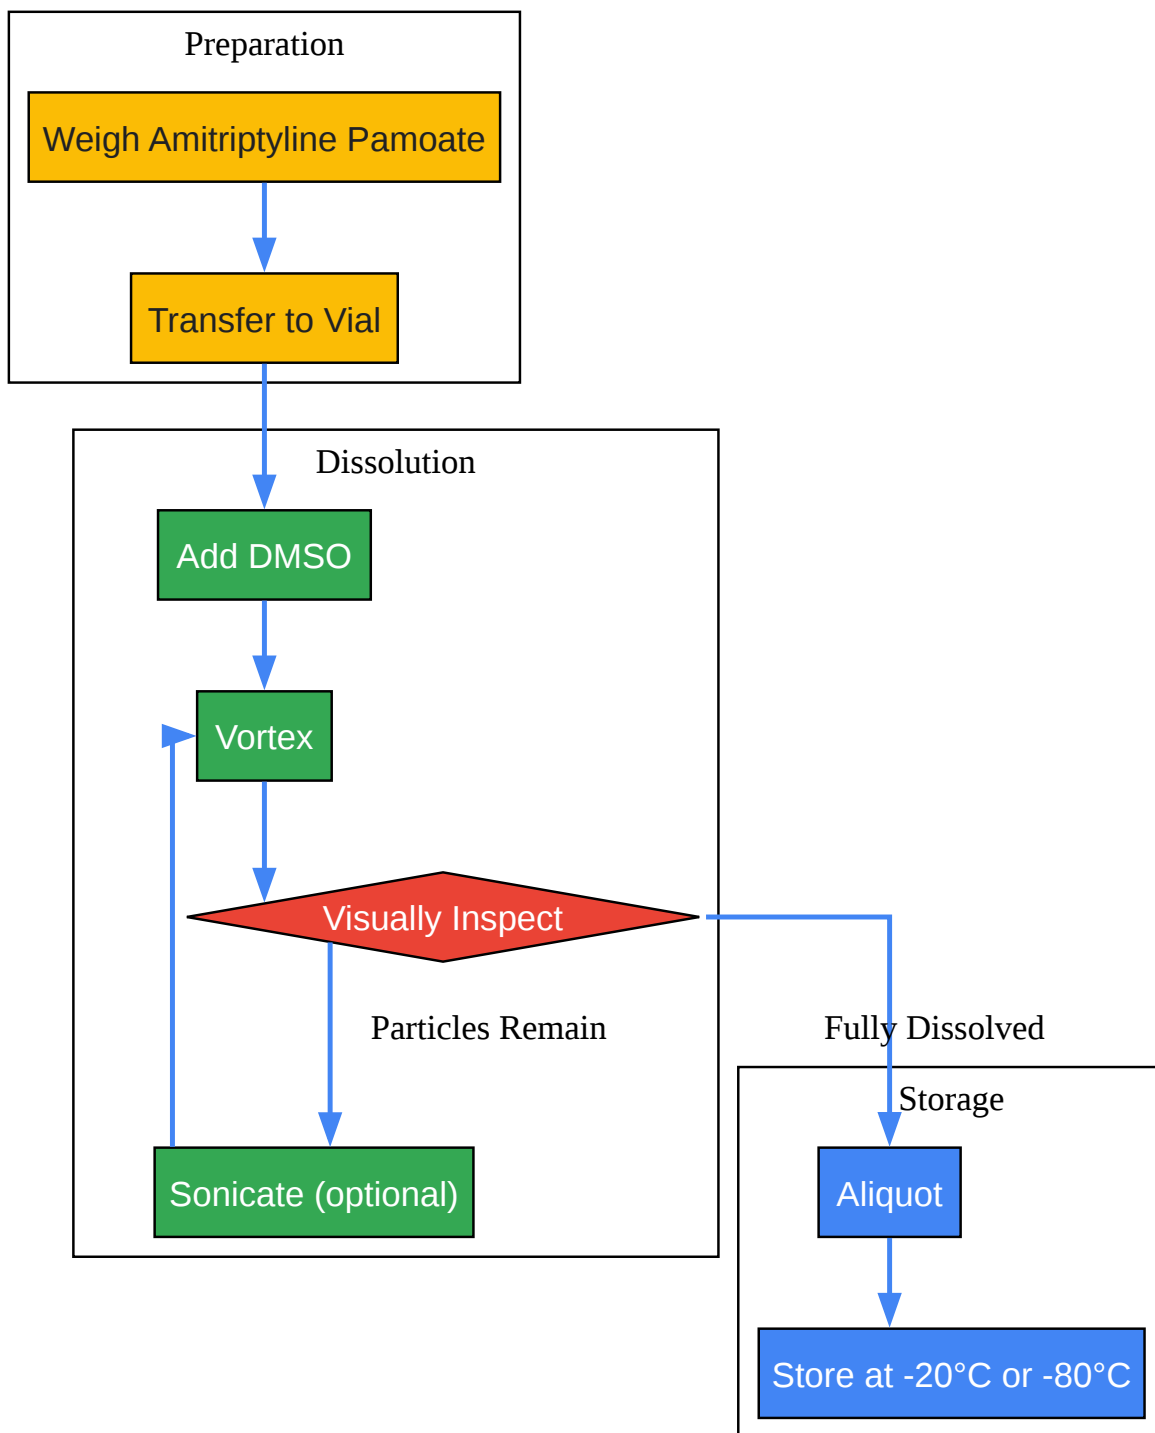 Preparation
Weigh Amitriptyline Pamoate
Transfer to Vial
Dissolution
Add DMSO
Vortex
Visually Inspect
Particles Remain
Fully Dissolved
Storage
Sonicate (optional)
Aliquot
Store at -20°C or -80°C